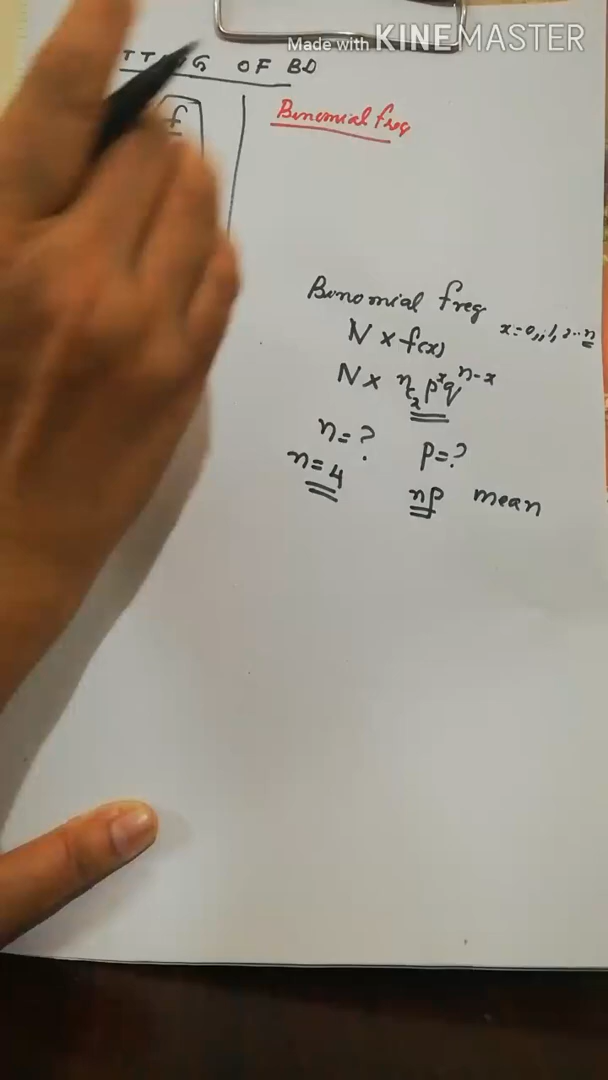 Made with KINEMASTER
OF BD
f
Binomial freq
Binomial freq
N x f(x) x=0,1,2..n
N x nCx p^x q^n-x
n=? p=?
n=4
np mean